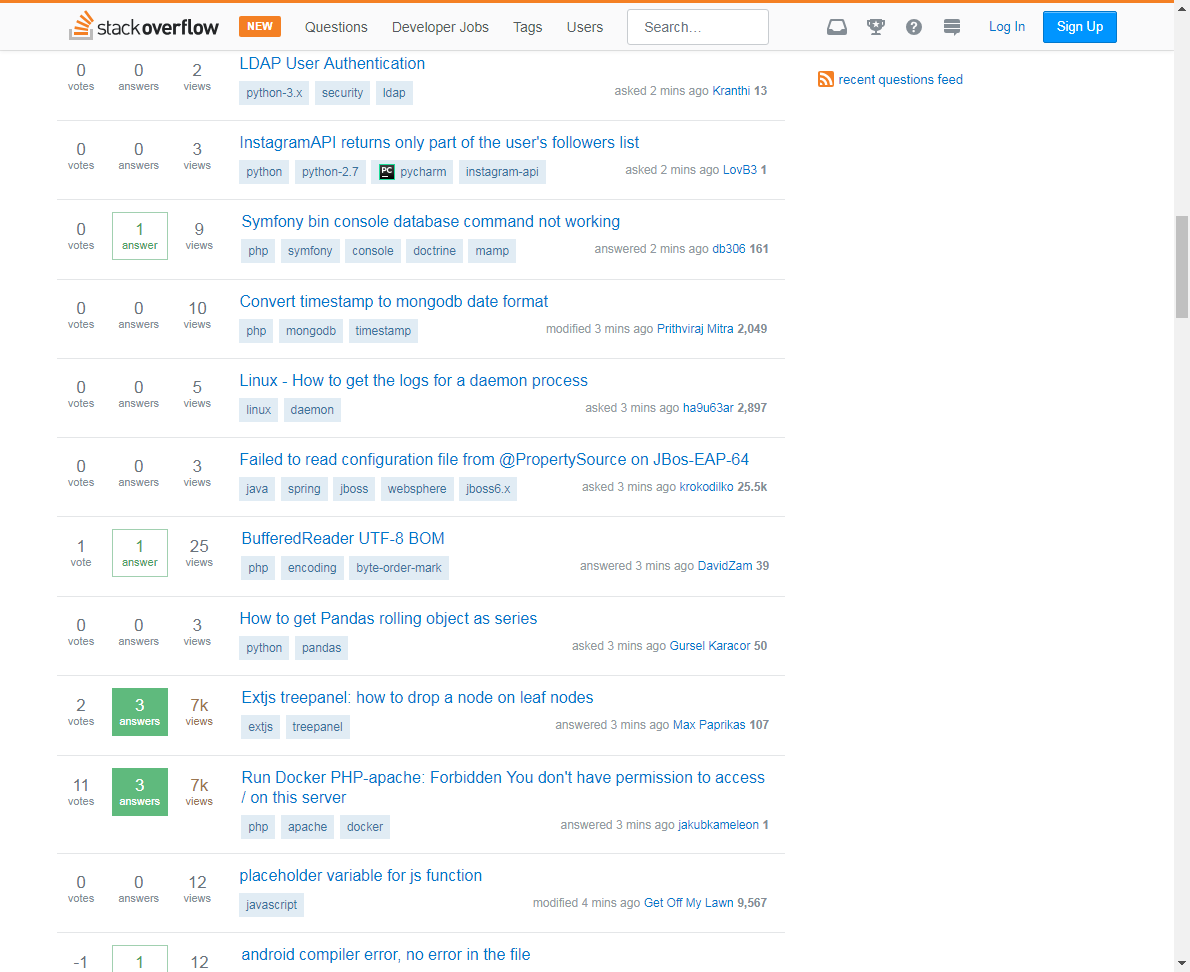 stackoverflow NEW Questions Developer Jobs Tags Users Search... Log In Sign Up
0 votes 0 answers 2 views
LDAP User Authentication
python-3.x security ldap
asked 2 mins ago Kranthi 13
recent questions feed
0 votes 0 answers 3 views
InstagramAPI returns only part of the user's followers list
python python-2.7 PC pycharm instagram-api
asked 2 mins ago LovB3 1
0 votes 1 answer 9 views
Symfony bin console database command not working
php symfony console doctrine mamp
answered 2 mins ago db306 161
0 votes 0 answers 10 views
Convert timestamp to mongodb date format
php mongodb timestamp
modified 3 mins ago Prithviraj Mitra 2,049
0 votes 0 answers 5 views
Linux - How to get the logs for a daemon process
linux daemon
asked 3 mins ago ha9u63ar 2,897
0 votes 0 answers 3 views
Failed to read configuration file from @PropertySource on JBos-EAP-64
java spring jboss websphere jboss6.x
asked 3 mins ago krokodilko 25.5k
1 vote 1 answer 25 views
BufferedReader UTF-8 BOM
php encoding byte-order-mark
answered 3 mins ago DavidZam 39
0 votes 0 answers 3 views
How to get Pandas rolling object as series
python pandas
asked 3 mins ago Gursel Karacor 50
2 votes 3 answers 7k views
Extjs treepanel: how to drop a node on leaf nodes
extjs treepanel
answered 3 mins ago Max Paprikas 107
11 votes 3 answers 7k views
Run Docker PHP-apache: Forbidden You don't have permission to access
/ on this server
php apache docker
answered 3 mins ago jakubkameleon 1
0 votes 0 answers 12 views
placeholder variable for js function
javascript
modified 4 mins ago Get Off My Lawn 9,567
-1 1 12
android compiler error, no error in the file